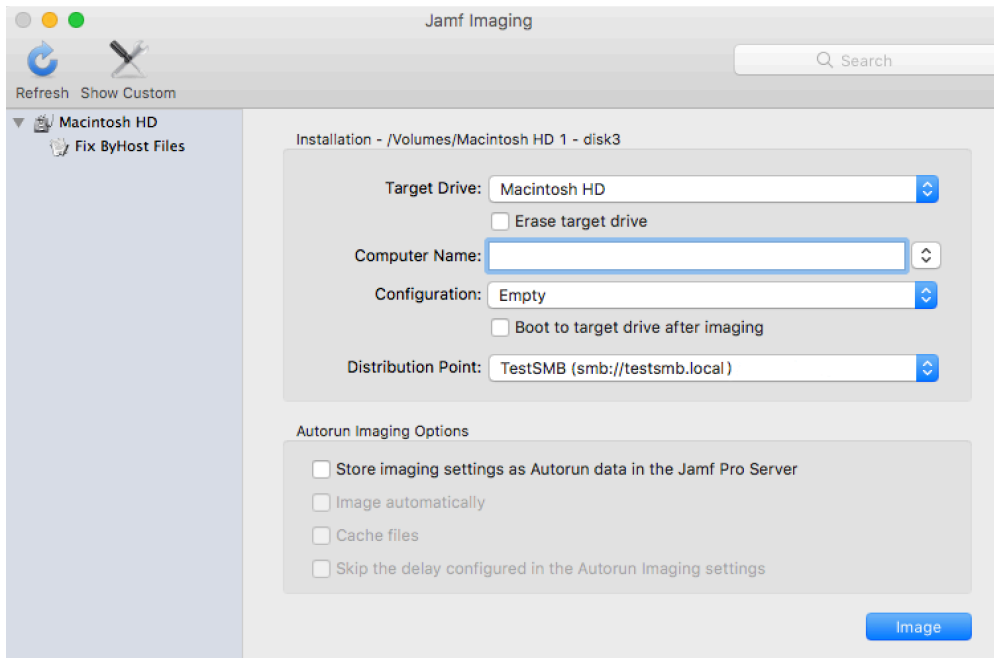 Jamf Imaging
Search
Refresh Show Custom
Macintosh HD
Fix ByHost Files
Installation - /Volumes/Macintosh HD 1 - disk3
Target Drive: Macintosh HD
Erase target drive
Computer Name:
Configuration: Empty
Boot to target drive after imaging
Distribution Point: TestSMB (smb://testsmb.local)
Autorun Imaging Options
Store imaging settings as Autorun data in the Jamf Pro Server
Image automatically
Cache files
Skip the delay configured in the Autorun Imaging settings
Image